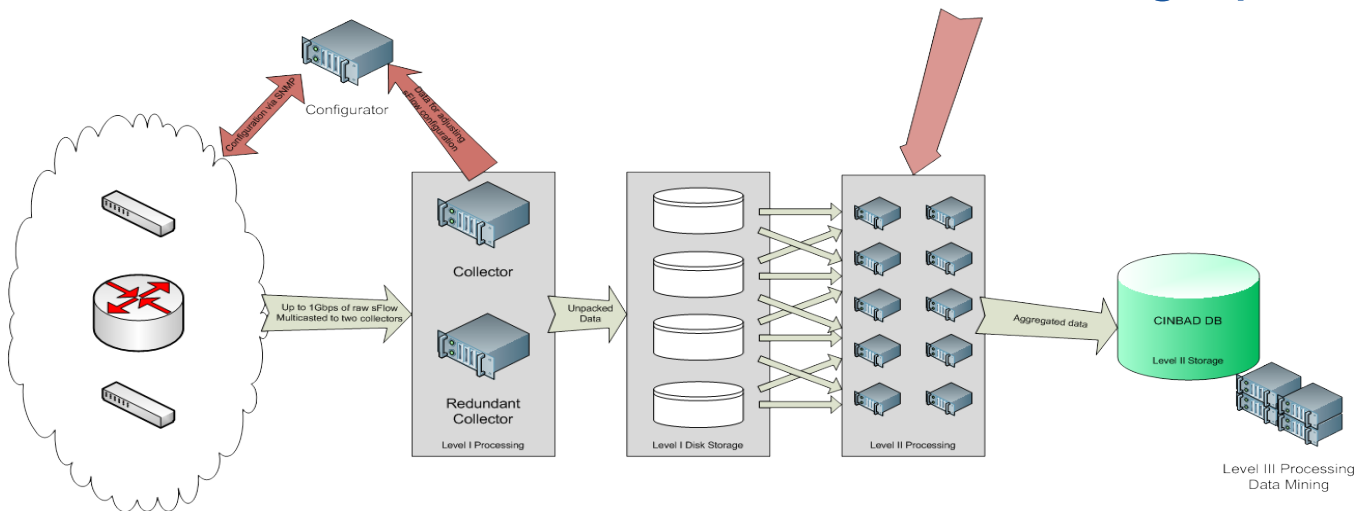 Configurator
Configuration via SNMP
Data for adjusting
sFlow configuration
Up to 1Gbps of raw sFlow
Multicasted to two collectors
Collector
Redundant
Collector
Level I Processing
Unpacked
Data
Level I Disk Storage
Level II Processing
Aggregated data
CINBAD DB
Level II Storage
Level III Processing
Data Mining